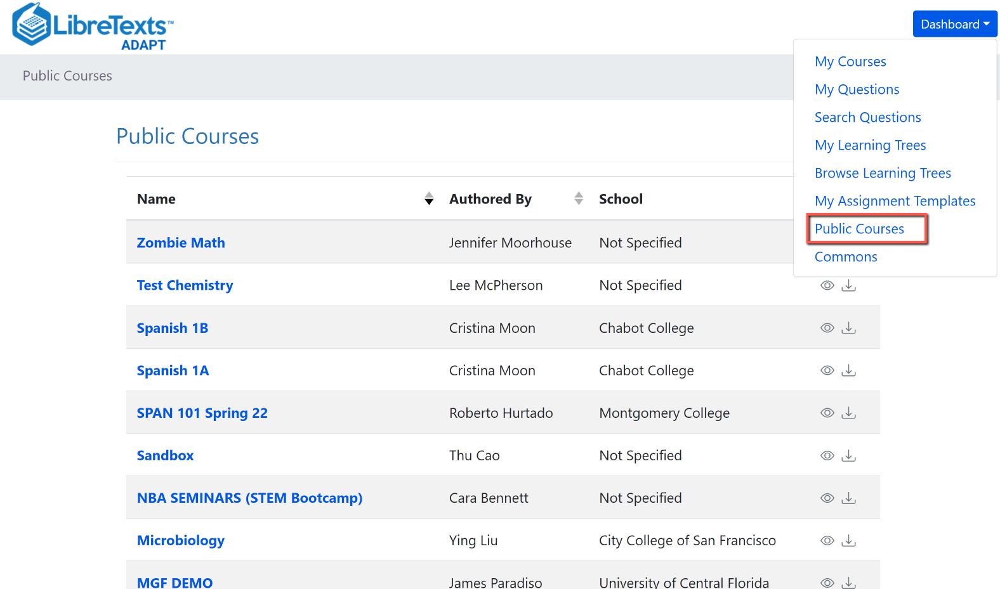 LibreTexts™
ADAPT
Dashboard
My Courses
My Questions
Search Questions
My Learning Trees
Browse Learning Trees
My Assignment Templates
Public Courses
Commons
Public Courses
Public Courses
Name Authored By School
Zombie Math Jennifer Moorhouse Not Specified
Test Chemistry Lee McPherson Not Specified
Spanish 1B Cristina Moon Chabot College
Spanish 1A Cristina Moon Chabot College
SPAN 101 Spring 22 Roberto Hurtado Montgomery College
Sandbox Thu Cao Not Specified
NBA SEMINARS (STEM Bootcamp) Cara Bennett Not Specified
Microbiology Ying Liu City College of San Francisco
MGF DEMO James Paradiso University of Central Florida